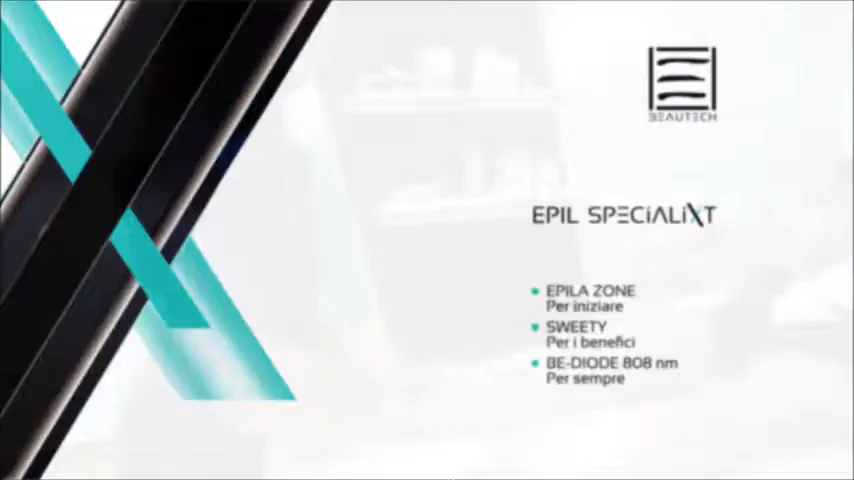 BEAUTECH
EPIL SPECiALiXT
EPILA ZONE
Per iniziare
SWEETY
Per i benefici
BE-DIODE 808 nm
Per sempre